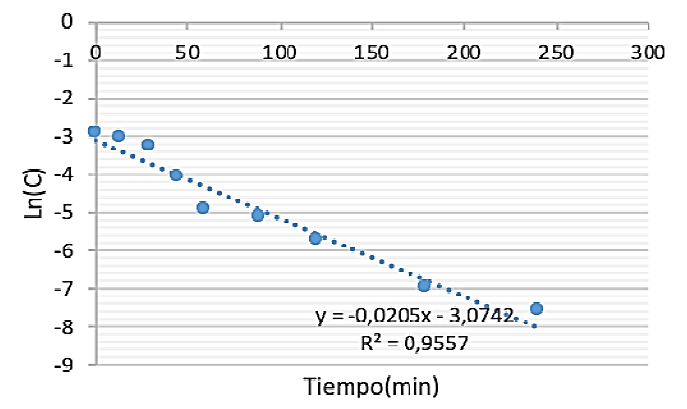 0
0 50 100 150 200 250 300
-1
-2
-3
-4
-5
-6
-7
-8
-9
Ln(C)
y = -0,0205x - 3,0742
R² = 0,9557
Tiempo(min)